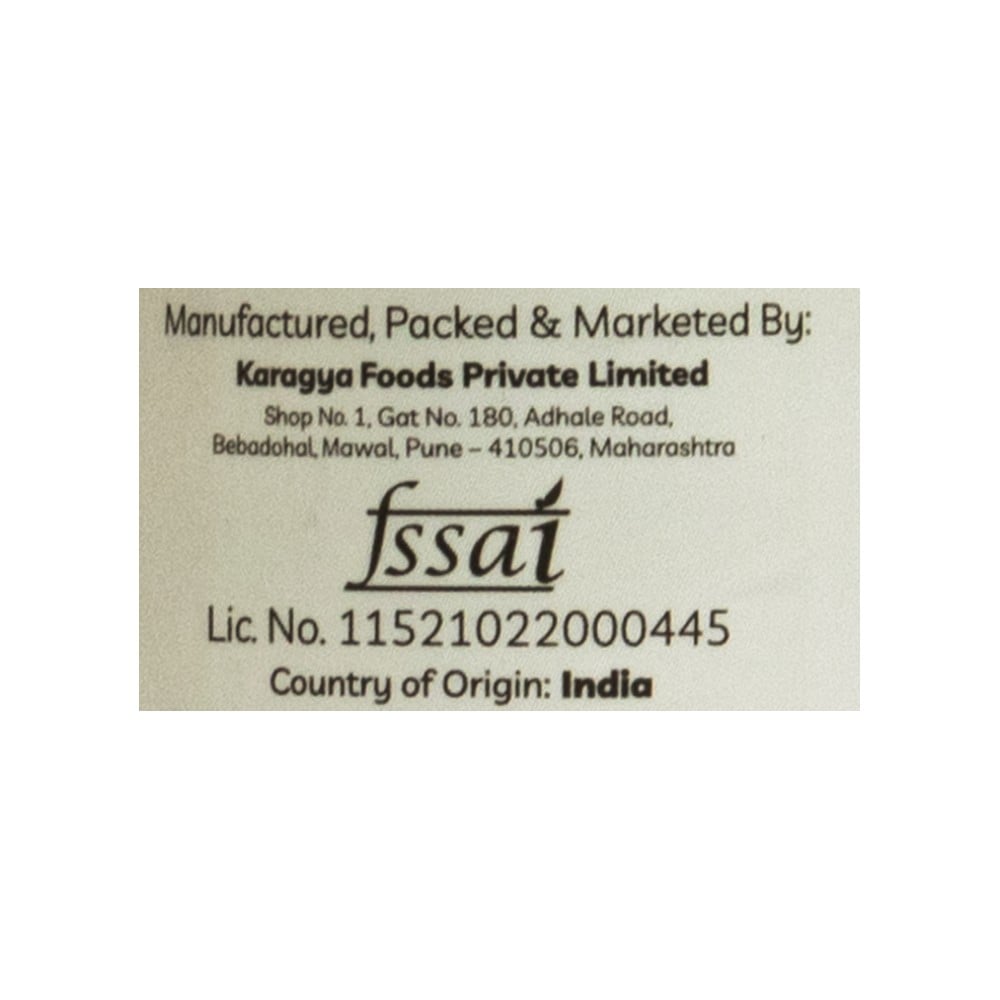 Manufactured, Packed & Marketed By:
Karagya Foods Private Limited
Shop No. 1, Gat No. 180, Adhale Road,
Bebadohal, Mawal, Pune – 410506, Maharashtra
fssai
Lic. No. 11521022000445
Country of Origin: India